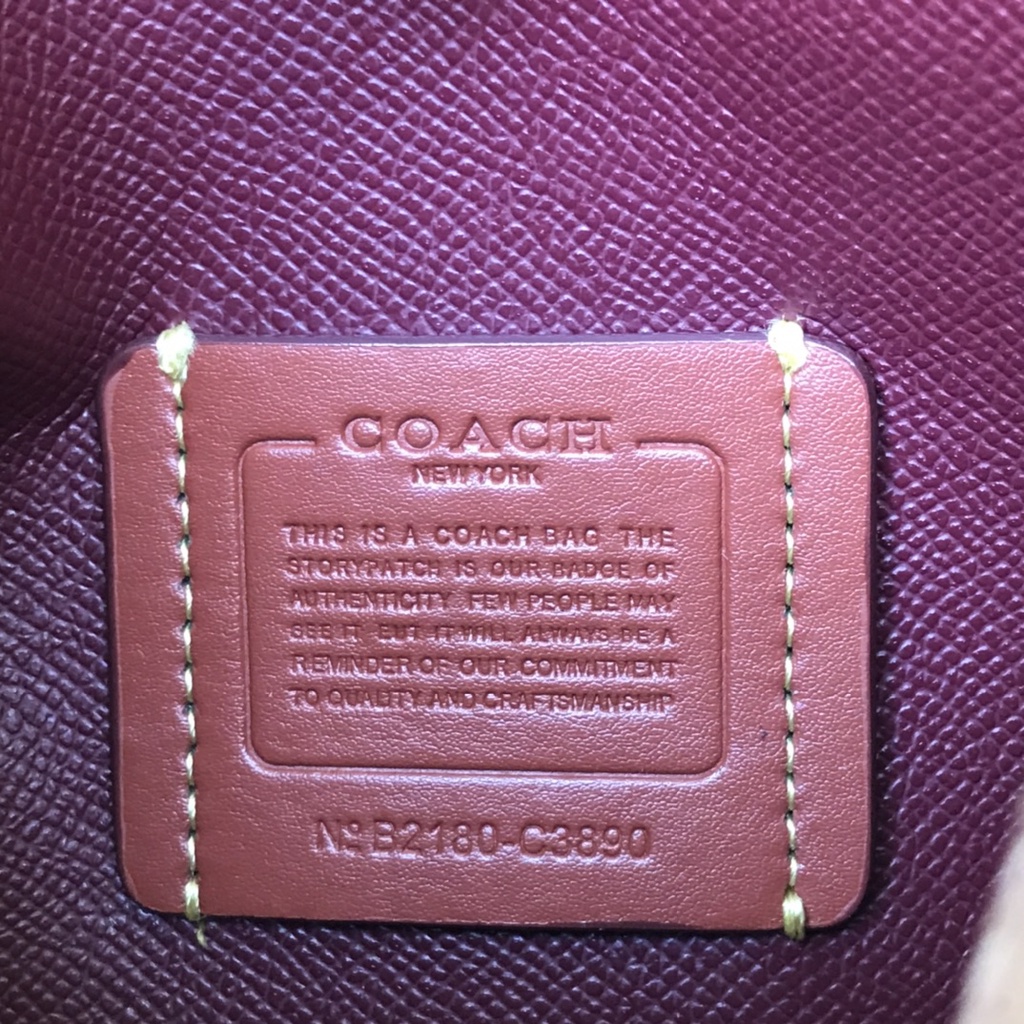 COACH
NEW YORK
THIS IS A COACH BAG THE
STORYPATCH IS OUR BADGE OF
AUTHENTICITY FEW PEOPLE MAY
SEE IT BUT IT WILL ALWAYS BE A
REMINDER OF OUR COMMITMENT
TO QUALITY AND CRAFTSMANSHIP
Nº B2180-C3890